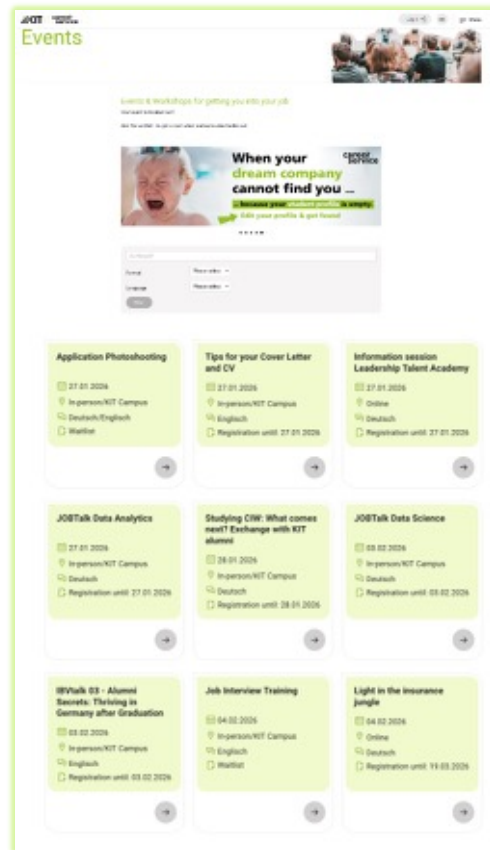 KIT
career service
Events
Events & Workshops for getting you into your job
When your
dream company
cannot find you ...
... because your student profile is empty.
Edit your profile & get found
career
service
Format
Please select
Language
Please select
Application Photoshooting
27.01.2026
In-person/KIT Campus
Deutsch/Englisch
Waitlist
Tips for your Cover Letter
and CV
27.01.2026
In-person/KIT Campus
Englisch
Registration until: 27.01.2026
Information session
Leadership Talent Academy
27.01.2026
Online
Deutsch
Registration until: 27.01.2026
JOBTalk Data Analytics
27.01.2026
In-person/KIT Campus
Deutsch
Registration until: 27.01.2026
Studying CIW: What comes
next? Exchange with KIT
alumni
28.01.2026
In-person/KIT Campus
Deutsch
Registration until: 28.01.2026
JOBTalk Data Science
03.02.2026
In-person/KIT Campus
Deutsch
Registration until: 03.02.2026
IBVtalk 03 - Alumni
Secrets: Thriving in
Germany after Graduation
03.02.2026
In-person/KIT Campus
Englisch
Registration until: 03.02.2026
Job Interview Training
04.02.2026
In-person/KIT Campus
Englisch
Waitlist
Light in the insurance
jungle
04.02.2026
Online
Deutsch
Registration until: 19.03.2026